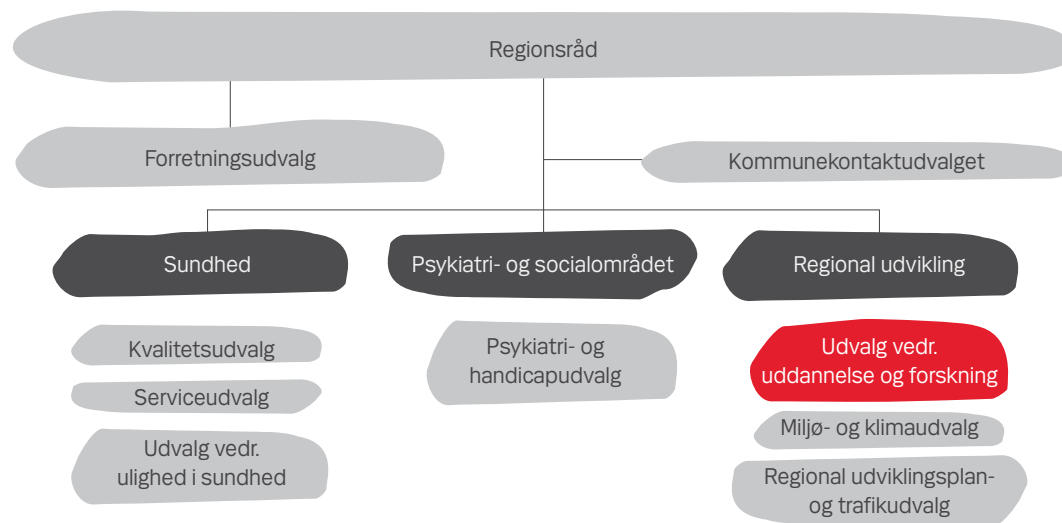 Regionsråd
Forretningsudvalg
Kommunekontaktudvalget
Sundhed
Psykiatri- og socialområdet
Regional udvikling
Kvalitetsudvalg
Serviceudvalg
Udvalg vedr.
ulighed i sundhed
Psykiatri- og
handicapudvalg
Udvalg vedr.
uddannelse og forskning
Miljø- og klimaudvalg
Regional udviklingsplan-
og trafikudvalg